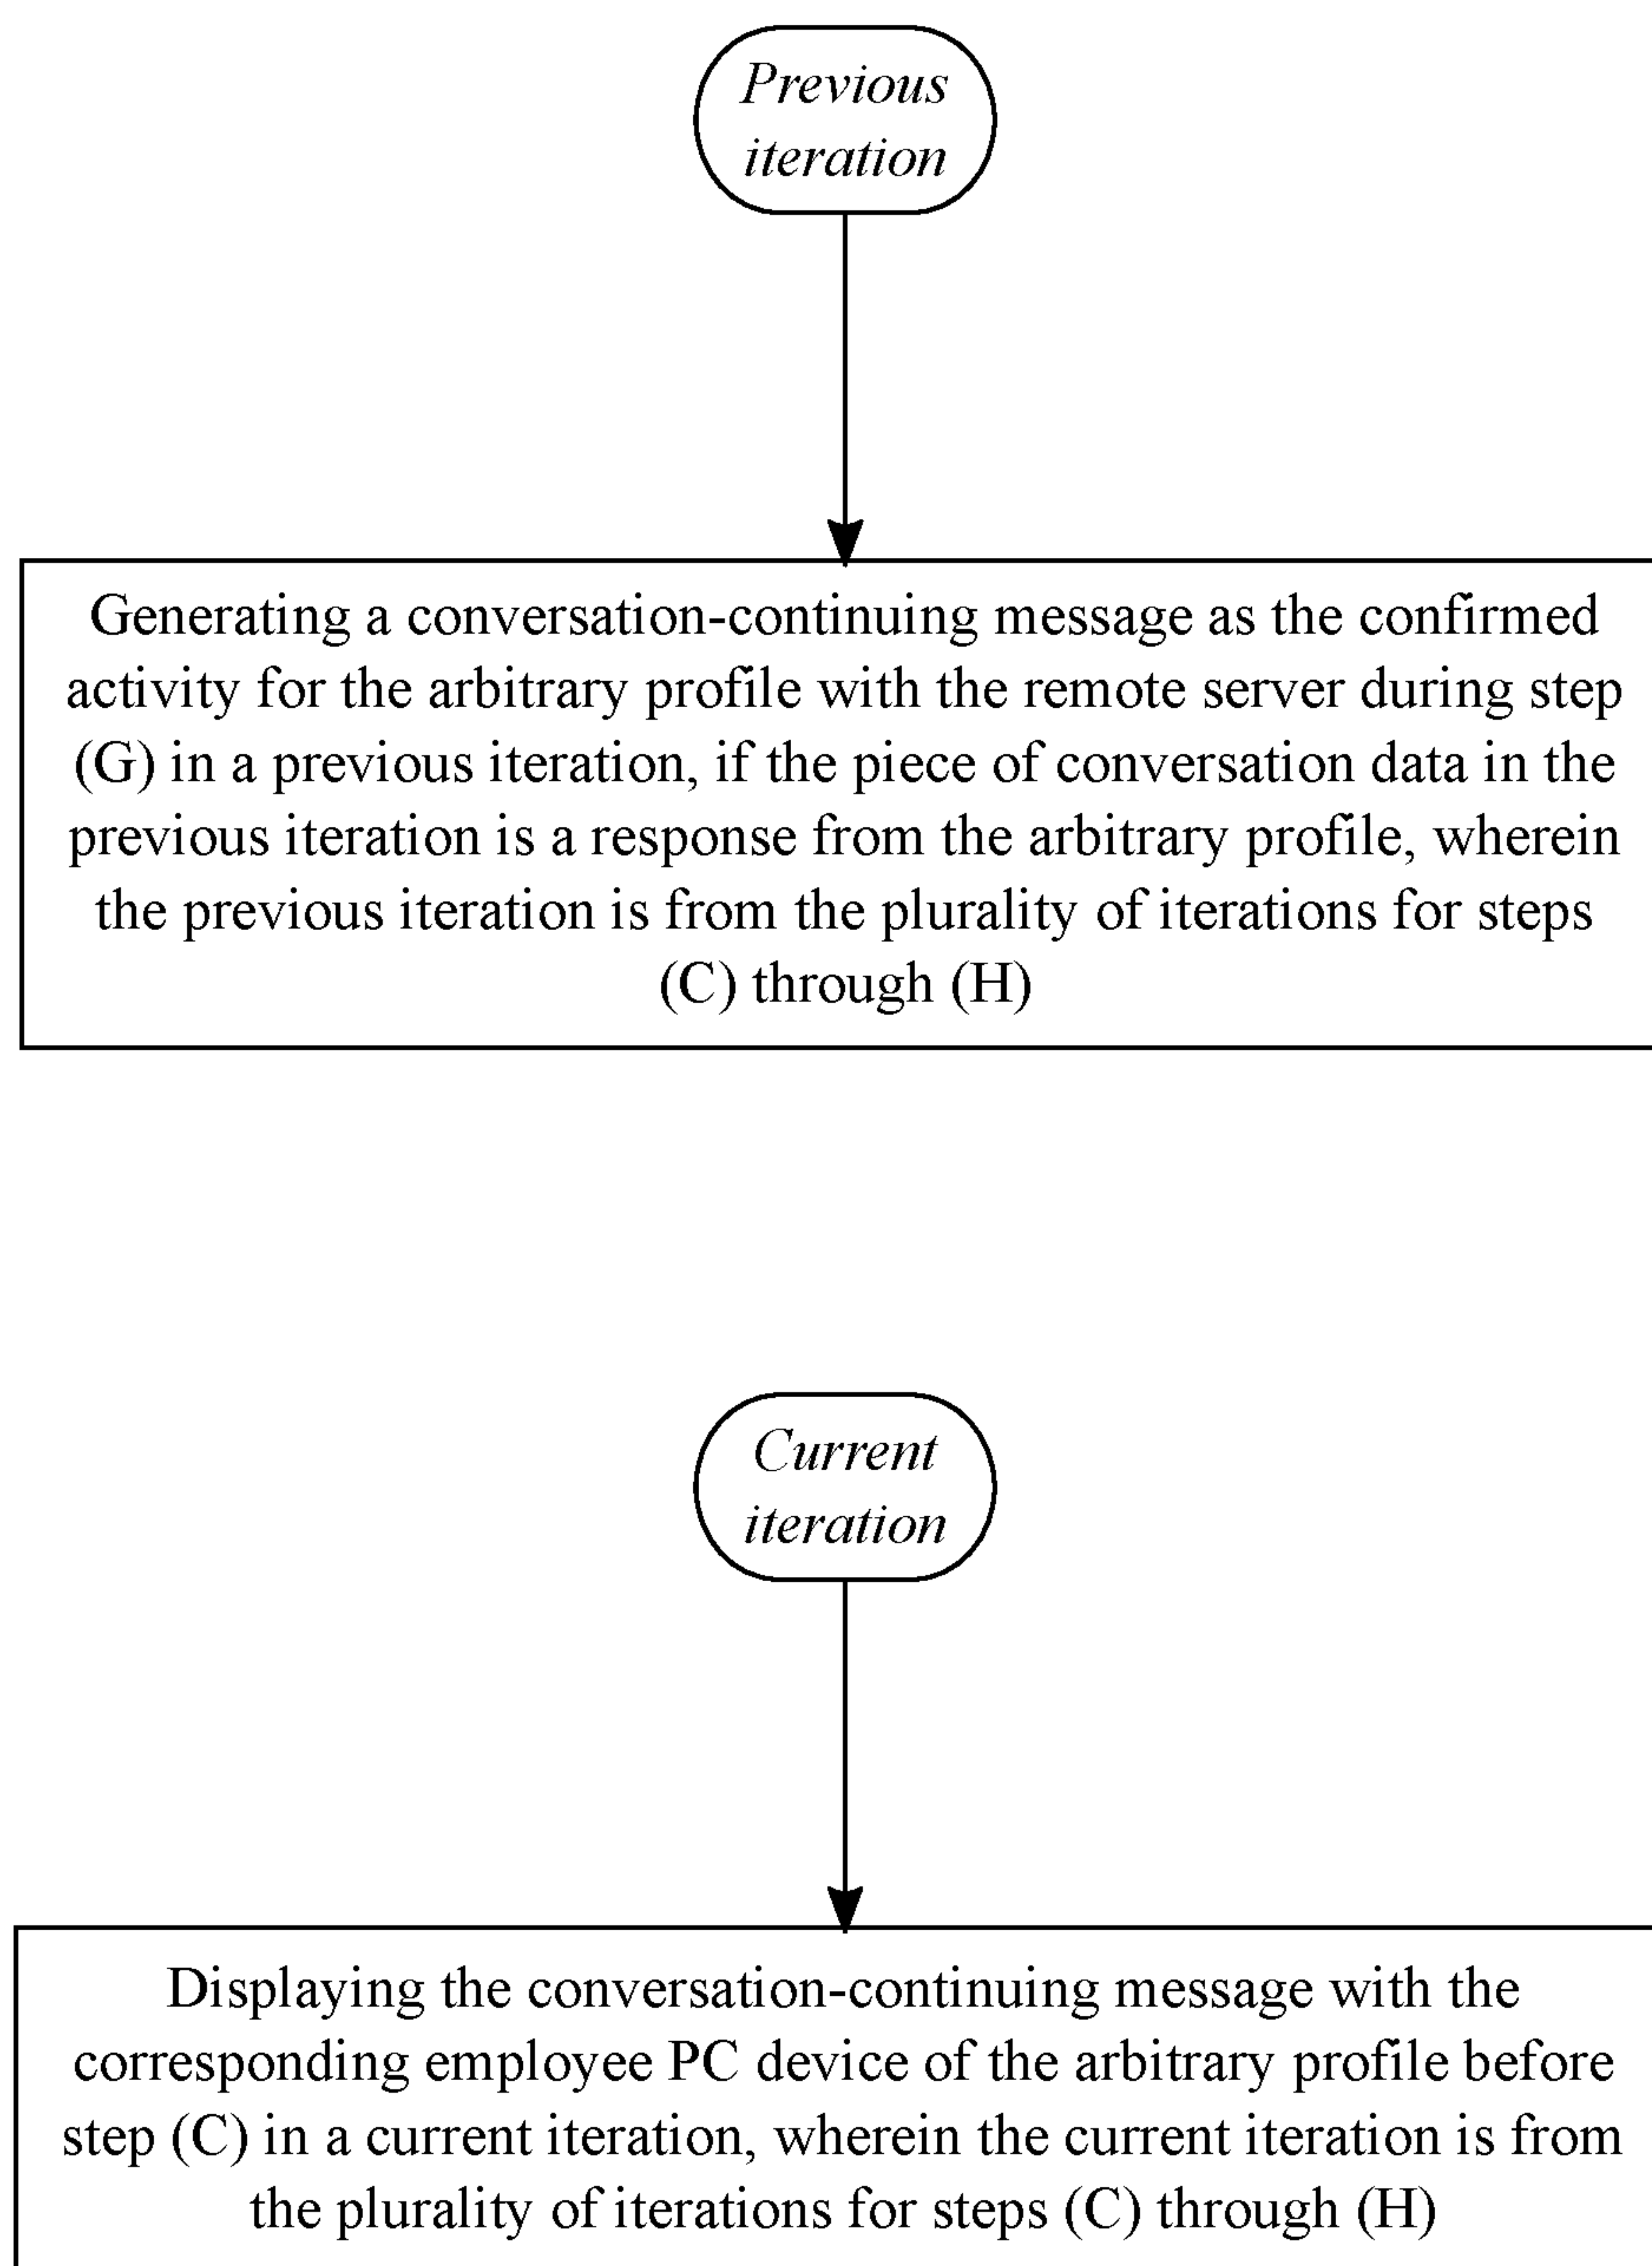 Previous
iteration
Generating a conversation-continuing message as the confirmed
activity for the arbitrary profile with the remote server during step
(G) in a previous iteration, if the piece of conversation data in the
previous iteration is a response from the arbitrary profile, wherein
the previous iteration is from the plurality of iterations for steps
(C) through (H)
Current
iteration
Displaying the conversation-continuing message with the
corresponding employee PC device of the arbitrary profile before
step (C) in a current iteration, wherein the current iteration is from
the plurality of iterations for steps (C) through (H)